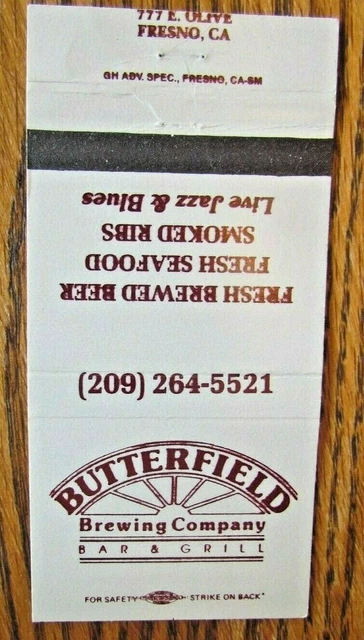 777 E. OLIVE
FRESNO, CA
GH ADV. SPEC., FRESNO, CA-SM
FRESH BREWED BEER
FRESH SEAFOOD
SMOKED RIBS
Live Jazz & Blues
(209) 264-5521
BUTTERFIELD
Brewing Company
BAR & GRILL
FOR SAFETY STRIKE ON BACK